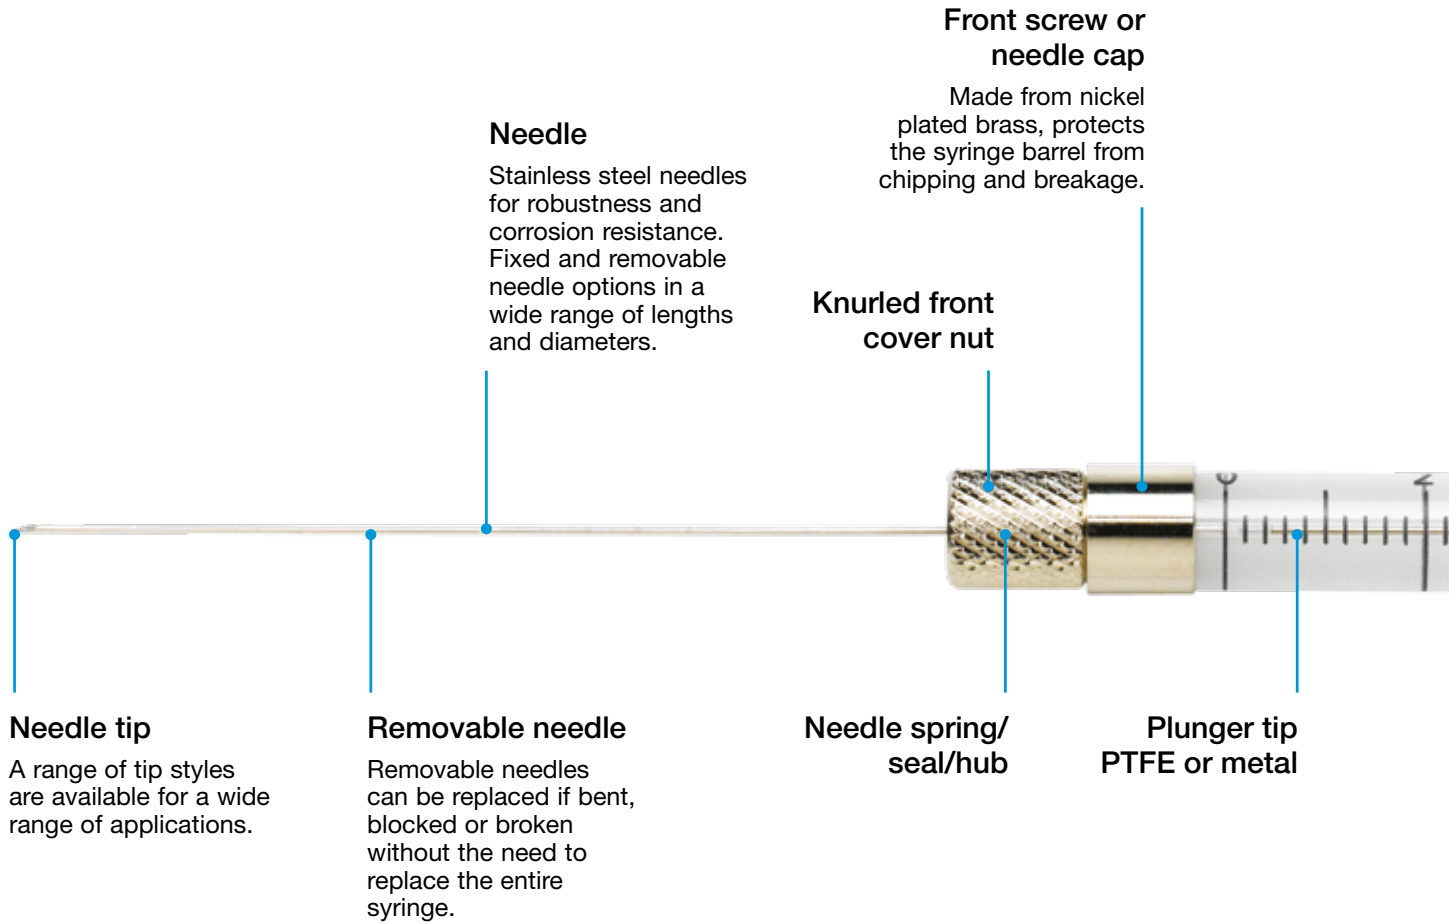 Front screw or
needle cap
Made from nickel
plated brass, protects
the syringe barrel from
chipping and breakage.
Needle
Stainless steel needles
for robustness and
corrosion resistance.
Fixed and removable
needle options in a
wide range of lengths
and diameters.
Knurled front
cover nut
Needle tip
A range of tip styles
are available for a wide
range of applications.
Removable needle
Removable needles
can be replaced if bent,
blocked or broken
without the need to
replace the entire
syringe.
Needle spring/
seal/hub
Plunger tip
PTFE or metal